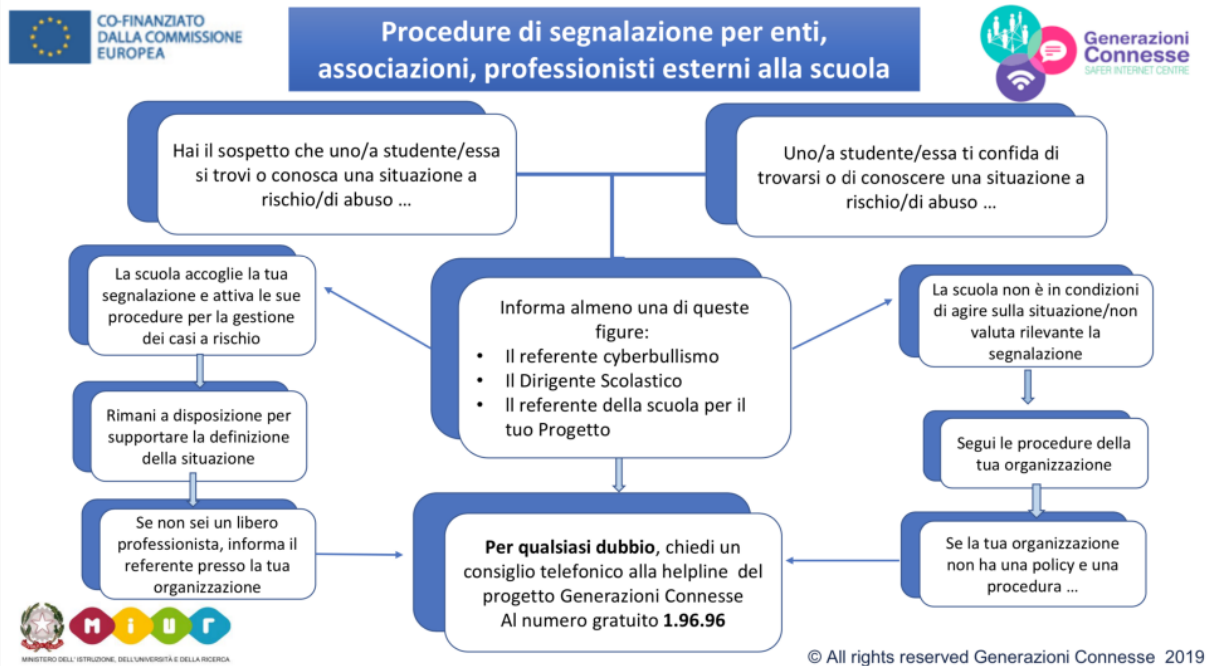 CO-FINANZIATO
DALLA COMMISSIONE
EUROPEA
Procedure di segnalazione per enti,
associazioni, professionisti esterni alla scuola
Generazioni
Connesse
SAFER INTERNET CENTRE
Hai il sospetto che uno/a studente/essa
si trovi o conosca una situazione a
rischio/di abuso ...
Uno/a studente/essa ti confida di
trovarsi o di conoscere una situazione a
rischio/di abuso ...
La scuola accoglie la tua
segnalazione e attiva le sue
procedure per la gestione
dei casi a rischio
Informa almeno una di queste
figure:
• Il referente cyberbullismo
• Il Dirigente Scolastico
• Il referente della scuola per il
tuo Progetto
La scuola non è in condizioni
di agire sulla situazione/non
valuta rilevante la
segnalazione
Rimani a disposizione per
supportare la definizione
della situazione
Segui le procedure della
tua organizzazione
Se non sei un libero
professionista, informa il
referente presso la tua
organizzazione
Per qualsiasi dubbio, chiedi un
consiglio telefonico alla helpline del
progetto Generazioni Connesse
Al numero gratuito 1.96.96
Se la tua organizzazione
non ha una policy e una
procedura ...
MIUR
MINISTERO DELL'ISTRUZIONE, DELL'UNIVERSITÀ E DELLA RICERCA
© All rights reserved Generazioni Connesse 2019